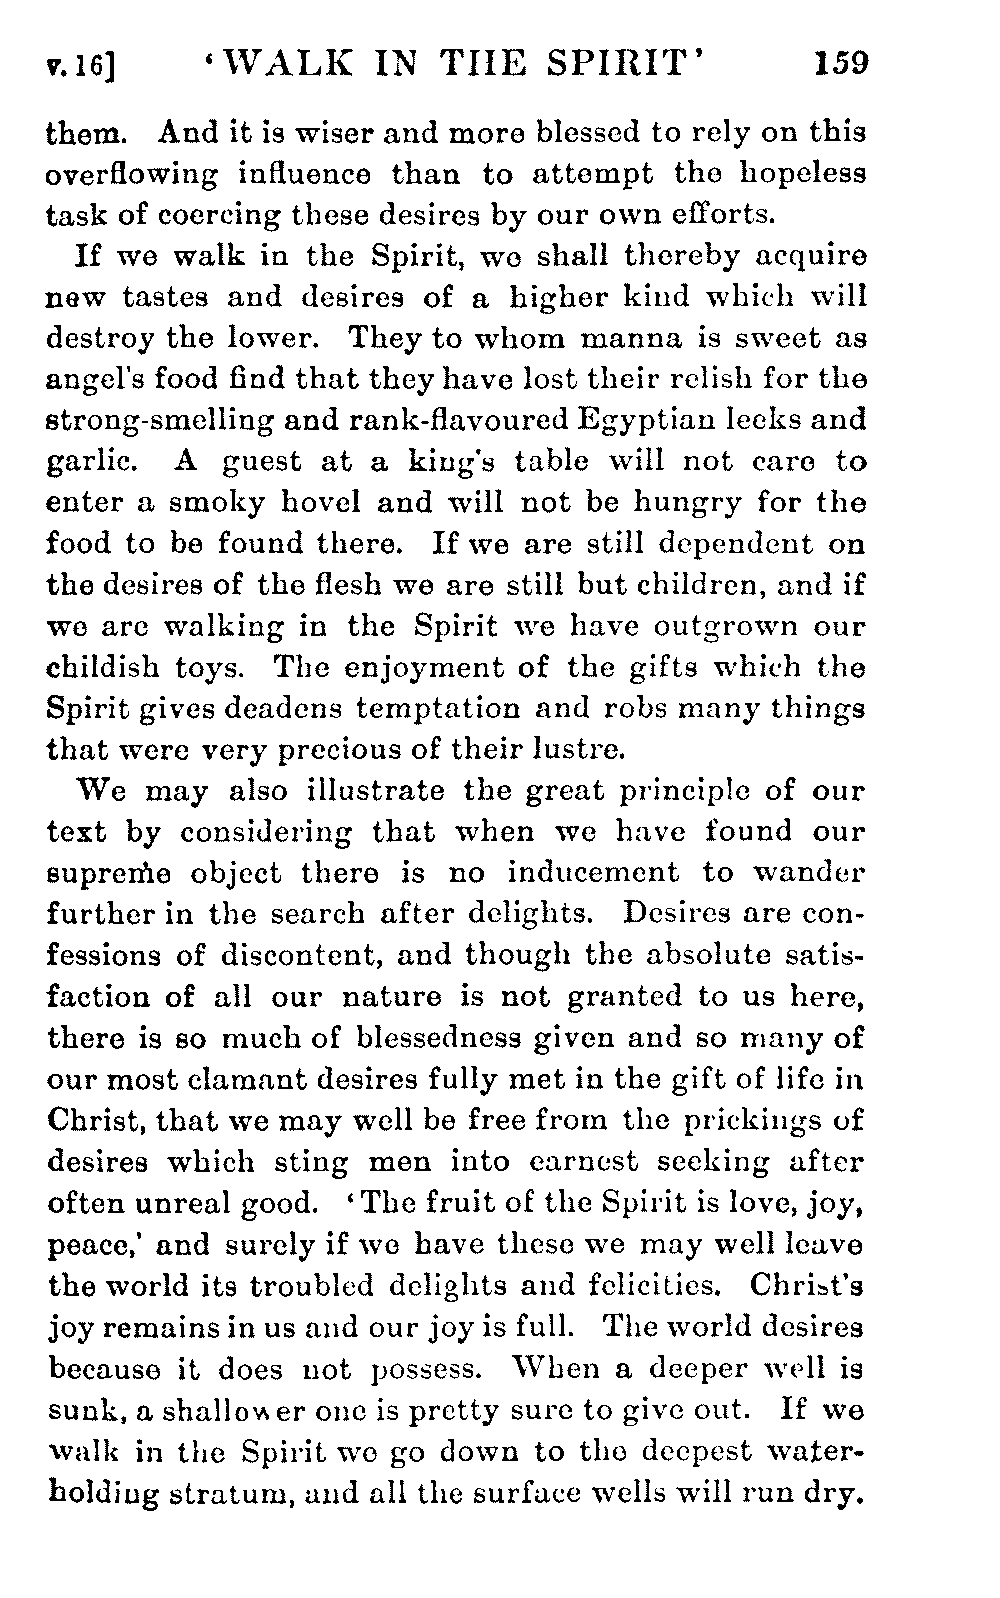 v. 16] ‘WALK IN THE SPIRIT’ 159
them. And it is wiser and more blessed to rely on this
overflowing influence than to attempt the hopeless
task of coercing these desires by our own efforts.
If we walk in the Spirit, we shall thereby acquire
new tastes and desires of a higher kind which will
destroy the lower. They to whom manna is sweet as
angel's food find that they have lost their relish for the
strong-smelling and rank-flavoured Egyptian leeks and
garlic. A guest at a king's table will not care to
enter a smoky hovel and will not be hungry for the
food to be found there. If we are still dependent on
the desires of the flesh we are still but children, and if
we are walking in the Spirit we have outgrown our
childish toys. The enjoyment of the gifts which the
Spirit gives deadens temptation and robs many things
that were very precious of their lustre.
We may also illustrate the great principle of our
text by considering that when we have found our
supreme object there is no inducement to wander
further in the search after delights. Desires are con-
fessions of discontent, and though the absolute satis-
faction of all our nature is not granted to us here,
there is so much of blessedness given and so many of
our most clamant desires fully met in the gift of life in
Christ, that we may well be free from the prickings of
desires which sting men into earnest seeking after
often unreal good. ‘The fruit of the Spirit is love, joy,
peace,’ and surely if we have these we may well leave
the world its troubled delights and felicities. Christ's
joy remains in us and our joy is full. The world desires
because it does not possess. When a deeper well is
sunk, a shallower one is pretty sure to give out. If we
walk in the Spirit we go down to the deepest water-
holding stratum, and all the surface wells will run dry.